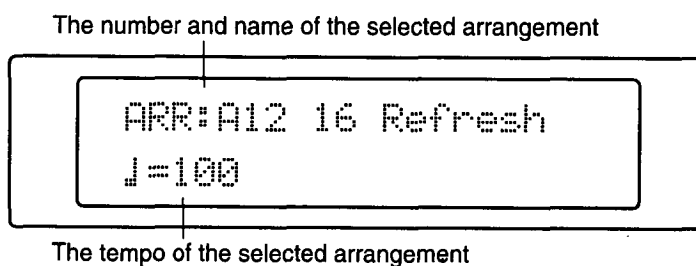 The number and name of the selected arrangement
ARR:A12 16 Refresh
♩=100
The tempo of the selected arrangement